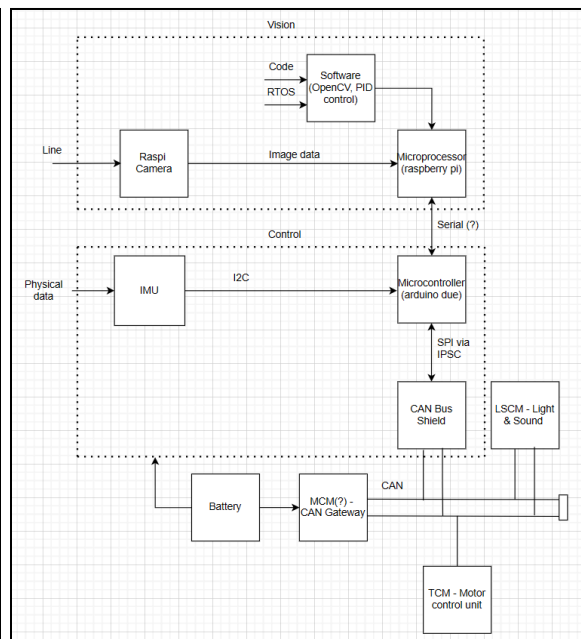 Vision
Code
RTOS
Software
(OpenCV, PID
control)
Line
Raspi
Camera
Image data
Microprocessor
(raspberry pi)
Serial (?)
Control
Physical
data
IMU
I2C
Microcontroller
(arduino due)
SPI via
IPSC
CAN Bus
Shield
LSCM - Light
& Sound
CAN
Battery
MCM(?) -
CAN Gateway
TCM - Motor
control unit